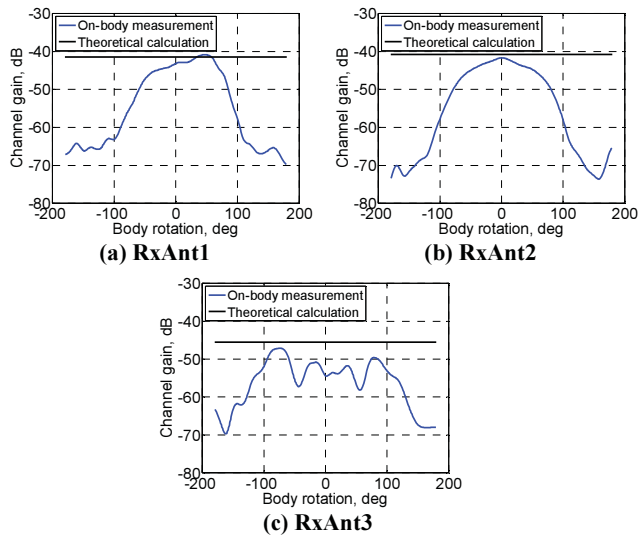 -30
On-body measurement
Theoretical calculation
-40
-50
-60
-70
-80
Channel gain, dB
-200 -100 0 100 200
Body rotation, deg
(a) RxAnt1
-30
On-body measurement
Theoretical calculation
-40
-50
-60
-70
-80
Channel gain, dB
-200 -100 0 100 200
Body rotation, deg
(b) RxAnt2
-30
On-body measurement
Theoretical calculation
-40
-50
-60
-70
-80
Channel gain, dB
-200 -100 0 100 200
Body rotation, deg
(c) RxAnt3